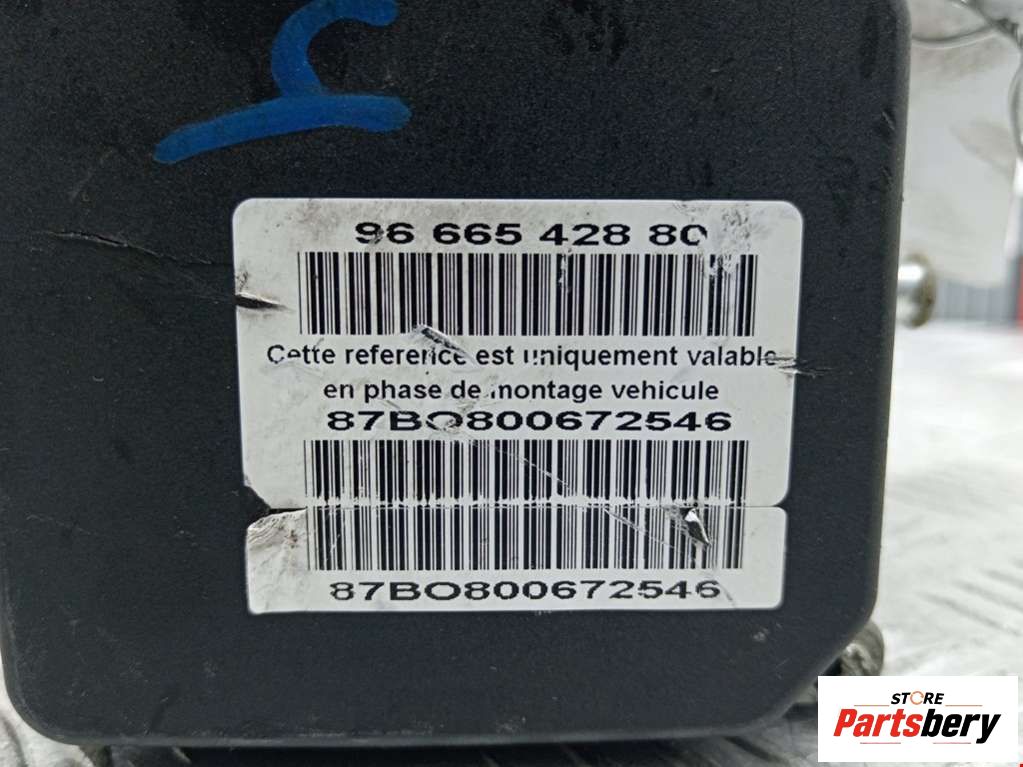 96 665 428 80
Cette reference est uniquement valable
en phase de montage vehicule
87BO800672546
87BO800672546
STORE
Partsbery